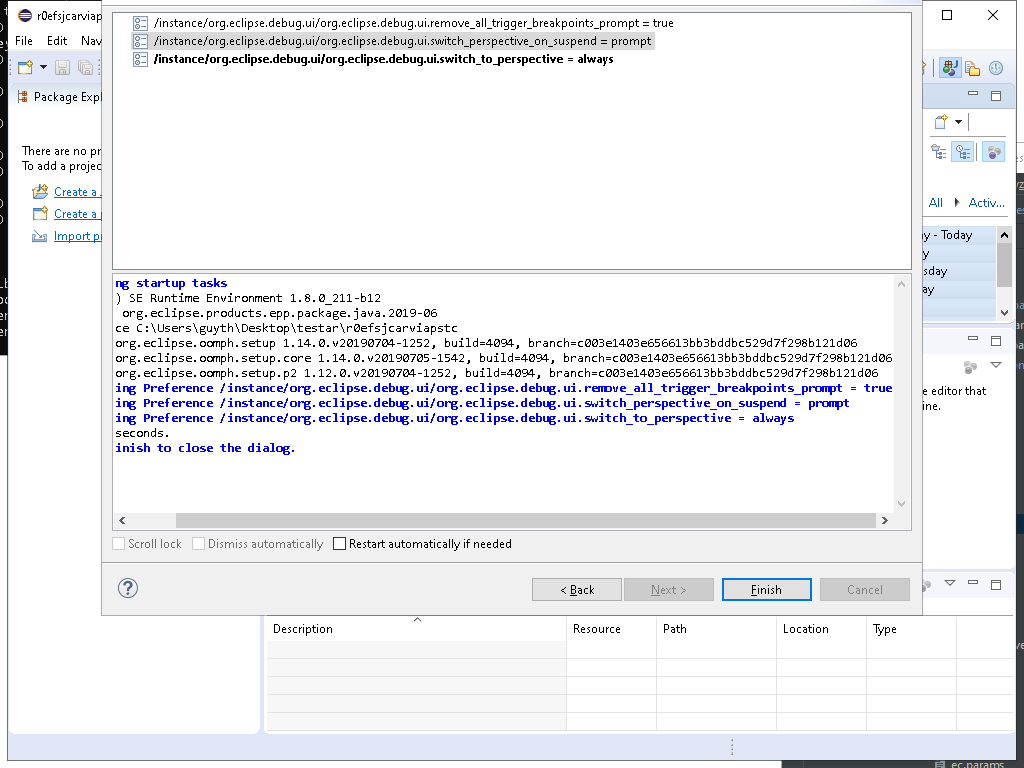 r0efsjcarviap
File Edit Nav
Package Expl
There are no pr
To add a projec
Create a
Create a
Import p
/instance/org.eclipse.debug.ui/org.eclipse.debug.ui.remove_all_trigger_breakpoints_prompt = true
/instance/org.eclipse.debug.ui/org.eclipse.debug.ui.switch_perspective_on_suspend = prompt
/instance/org.eclipse.debug.ui/org.eclipse.debug.ui.switch_to_perspective = always
ng startup tasks
) SE Runtime Environment 1.8.0_211-b12
org.eclipse.products.epp.package.java.2019-06
ce C:\Users\guyth\Desktop\testar\r0efsjcarviapstc
org.eclipse.oomph.setup 1.14.0.v20190704-1252, build=4094, branch=c003e1403e656613bb3bddbc529d7f298b121d06
org.eclipse.oomph.setup.core 1.14.0.v20190705-1542, build=4094, branch=c003e1403e656613bb3bddbc529d7f298b121d06
org.eclipse.oomph.setup.p2 1.12.0.v20190704-1252, build=4094, branch=c003e1403e656613bb3bddbc529d7f298b121d06
ing Preference /instance/org.eclipse.debug.ui/org.eclipse.debug.ui.remove_all_trigger_breakpoints_prompt = true
ing Preference /instance/org.eclipse.debug.ui/org.eclipse.debug.ui.switch_perspective_on_suspend = prompt
ing Preference /instance/org.eclipse.debug.ui/org.eclipse.debug.ui.switch_to_perspective = always
seconds.
inish to close the dialog.
Scroll lock Dismiss automatically Restart automatically if needed
< Back Next > Finish Cancel
All Activ...
y - Today
y
sday
ay
e editor that
ine.
Description Resource Path Location Type
ec.params